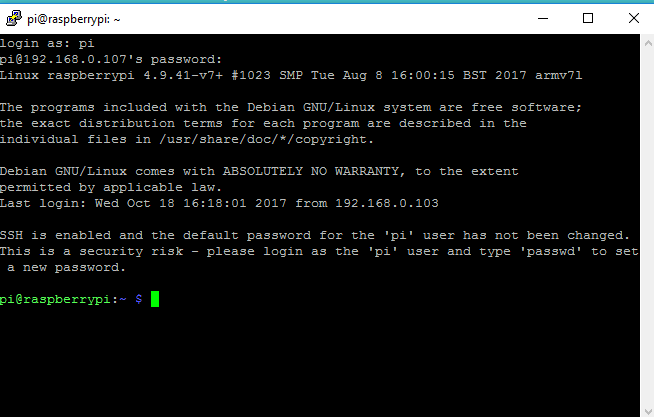 pi@raspberrypi: ~
login as: pi
pi@192.168.0.107's password:
Linux raspberrypi 4.9.41-v7+ #1023 SMP Tue Aug 8 16:00:15 BST 2017 armv7l
The programs included with the Debian GNU/Linux system are free software;
the exact distribution terms for each program are described in the
individual files in /usr/share/doc/*/copyright.
Debian GNU/Linux comes with ABSOLUTELY NO WARRANTY, to the extent
permitted by applicable law.
Last login: Wed Oct 18 16:18:01 2017 from 192.168.0.103
SSH is enabled and the default password for the 'pi' user has not been changed.
This is a security risk - please login as the 'pi' user and type 'passwd' to set
 a new password.
pi@raspberrypi:~ $